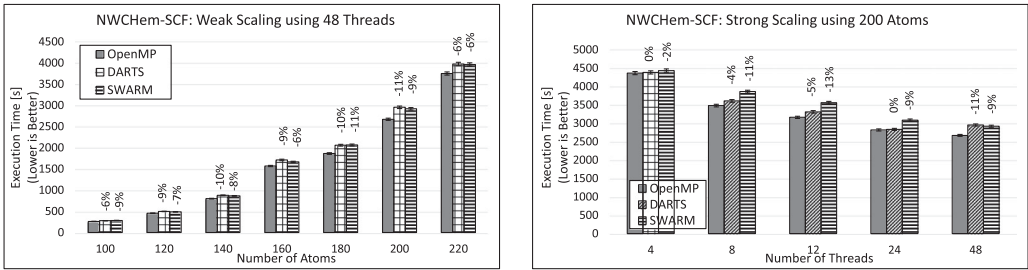 NWChem-SCF: Weak Scaling using 48 Threads
Execution Time [s]
(Lower is Better)
4500
4000
3500
3000
2500
2000
1500
1000
500
0
OpenMP
DARTS
SWARM
-6%
-9%
-9%
-7%
-10%
-8%
-9%
-6%
-10%
-11%
-11%
-9%
-6%
-6%
100 120 140 160 180 200 220
Number of Atoms
NWChem-SCF: Strong Scaling using 200 Atoms
Execution Time [s]
(Lower is Better)
5000
4500
4000
3500
3000
2500
2000
1500
1000
500
0
OpenMP
DARTS
SWARM
0%
-2%
-4%
-11%
-5%
-13%
0%
-9%
-11%
-9%
4 8 12 24 48
Number of Threads